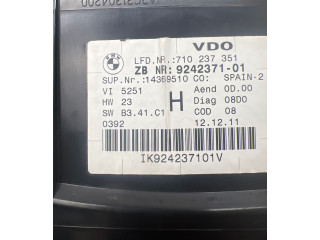 VDO
LFD.NR.:710 237 351
ZB NR: 9242371-01
SUP.Nr.:14369510 CO: SPAIN-2
VI 5251 Aend 00.00
HW 23 H Diag 08D0
SW B3.41.C1 COD 08
0392 12.12.11
IK924237101V